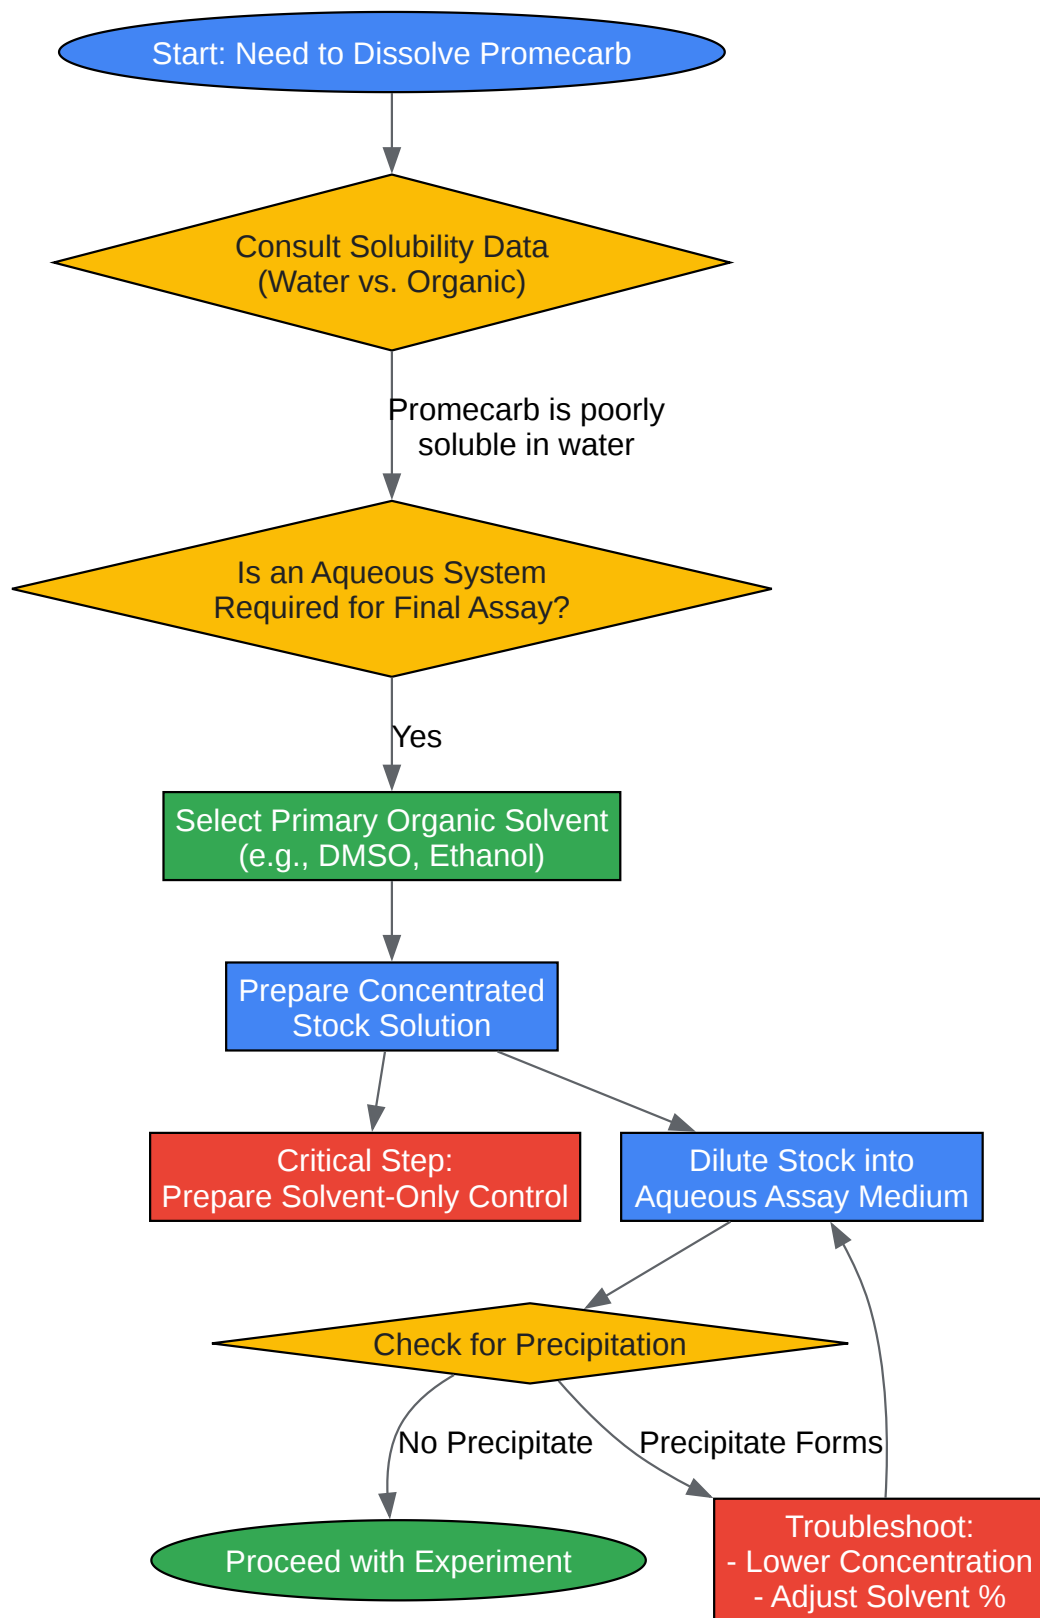 Start: Need to Dissolve Promecarb
Consult Solubility Data
(Water vs. Organic)
Promecarb is poorly
soluble in water
Is an Aqueous System
Required for Final Assay?
Yes
Select Primary Organic Solvent
(e.g., DMSO, Ethanol)
Prepare Concentrated
Stock Solution
Critical Step:
Prepare Solvent-Only Control
Dilute Stock into
Aqueous Assay Medium
Check for Precipitation
No Precipitate
Precipitate Forms
Proceed with Experiment
Troubleshoot:
- Lower Concentration
- Adjust Solvent %